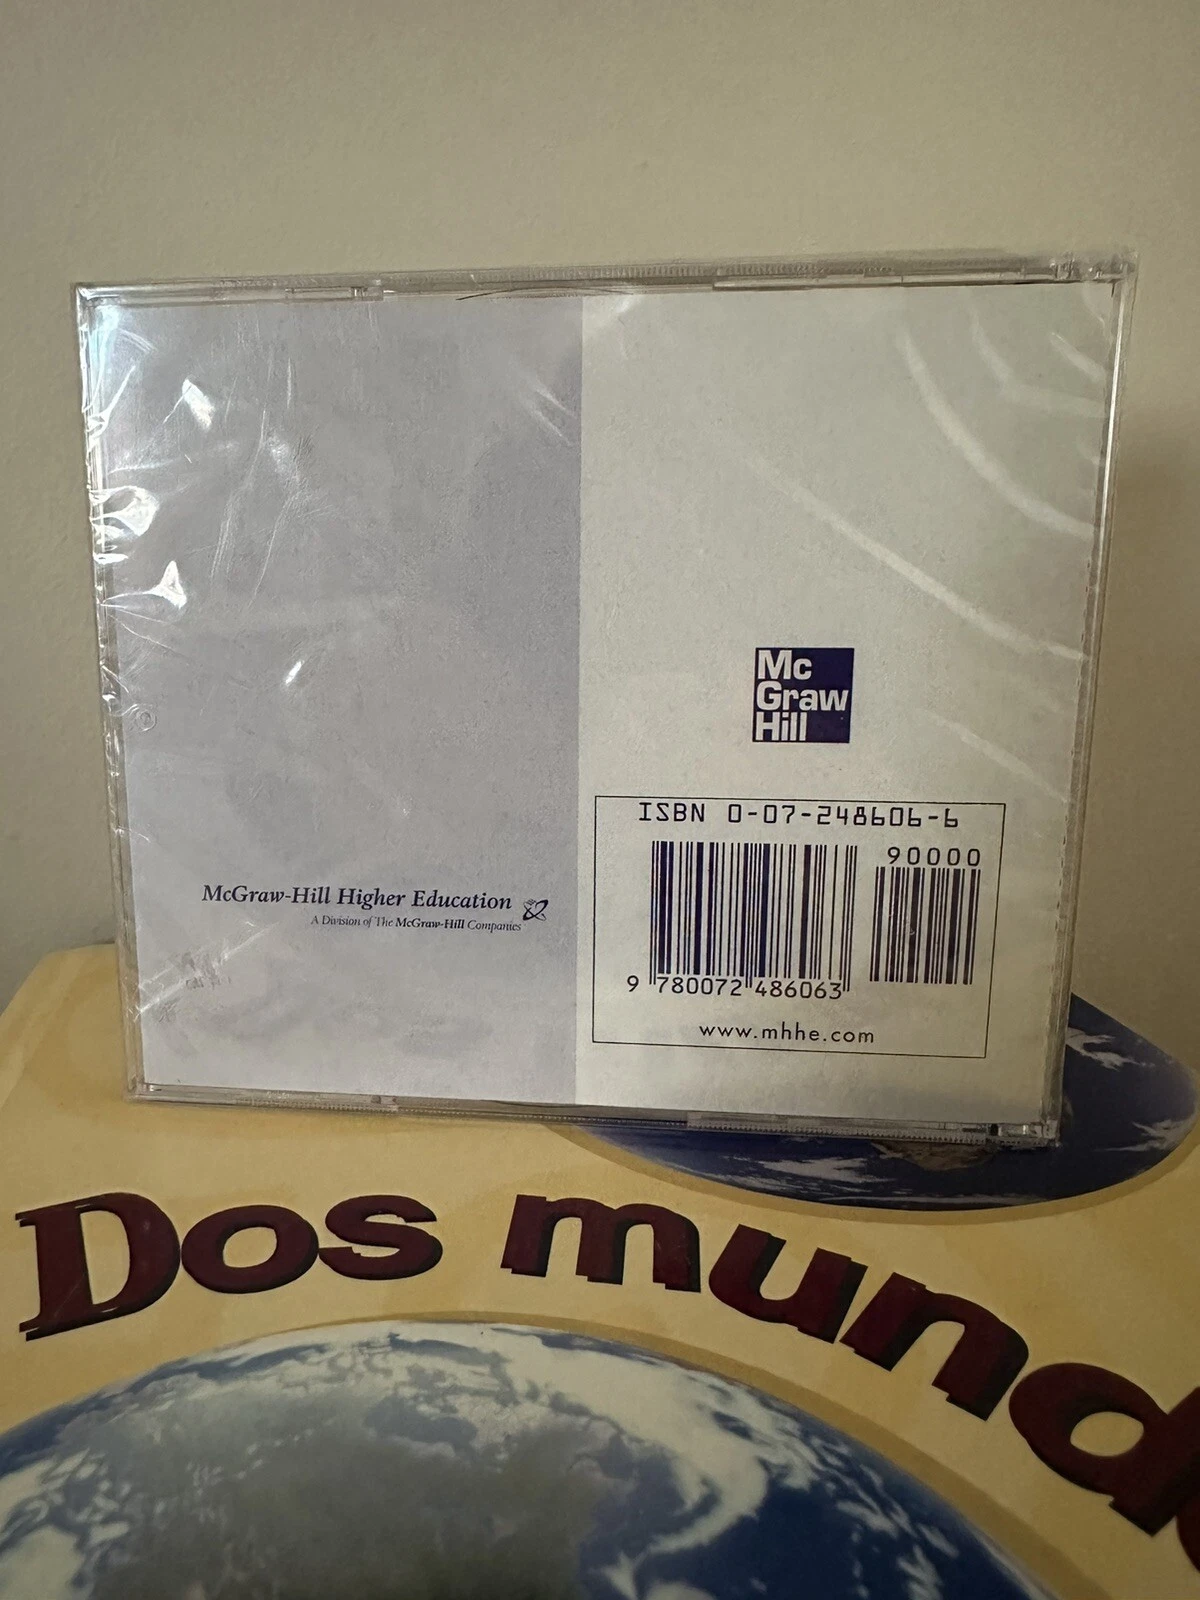 Mc
Graw
Hill
ISBN 0-07-248606-6
90000
9 780072 486063
www.mhhe.com
McGraw-Hill Higher Education
A Division of The McGraw-Hill Companies
Dos mund